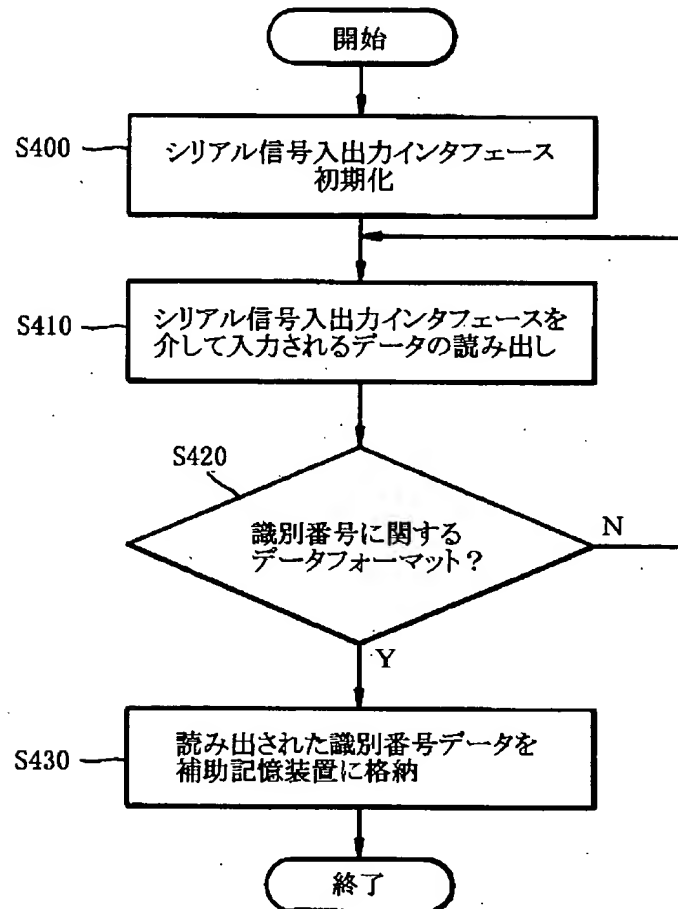 開始
S400
シリアル信号入出力インタフェース
初期化
S410
シリアル信号入出力インタフェースを
介して入力されるデータの読み出し
S420
識別番号に関する
データフォーマット？
N
Y
S430
読み出された識別番号データを
補助記憶装置に格納
終了